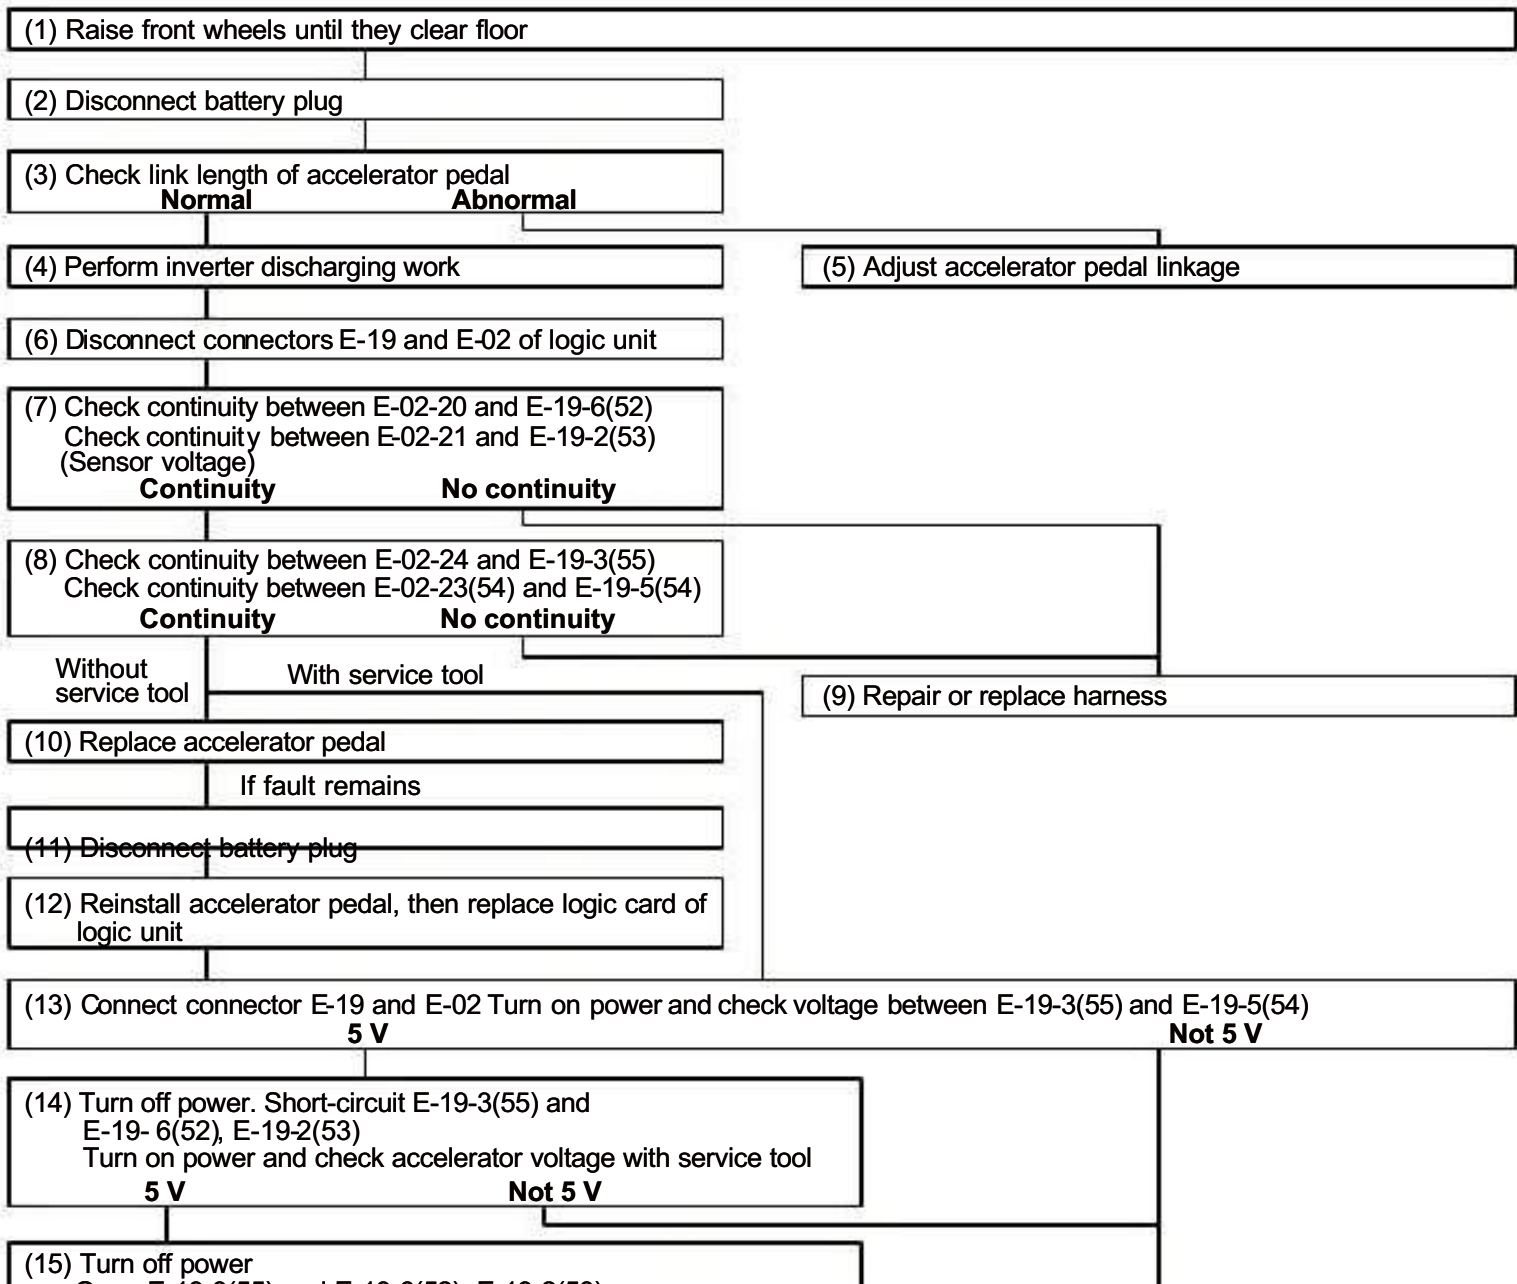 (1) Raise front wheels until they clear floor
(2) Disconnect battery plug
(3) Check link length of accelerator pedal
Normal Abnormal
(4) Perform inverter discharging work
(5) Adjust accelerator pedal linkage
(6) Disconnect connectors E-19 and E-02 of logic unit
(7) Check continuity between E-02-20 and E-19-6(52)
Check continuity between E-02-21 and E-19-2(53)
(Sensor voltage)
Continuity No continuity
(8) Check continuity between E-02-24 and E-19-3(55)
Check continuity between E-02-23(54) and E-19-5(54)
Continuity No continuity
Without
service tool
With service tool
(9) Repair or replace harness
(10) Replace accelerator pedal
If fault remains
(11) Disconnect battery plug
(12) Reinstall accelerator pedal, then replace logic card of
logic unit
(13) Connect connector E-19 and E-02 Turn on power and check voltage between E-19-3(55) and E-19-5(54)
5 V Not 5 V
(14) Turn off power. Short-circuit E-19-3(55) and
E-19- 6(52), E-19-2(53)
Turn on power and check accelerator voltage with service tool
5 V Not 5 V
(15) Turn off power